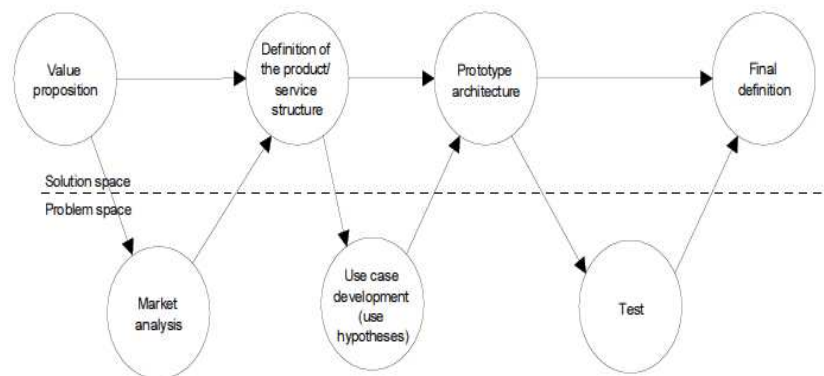 Value
proposition
Definition of
the product/
service
structure
Prototype
architecture
Final
definition
Solution space
Problem space
Market
analysis
Use case
development
(use
hypotheses)
Test